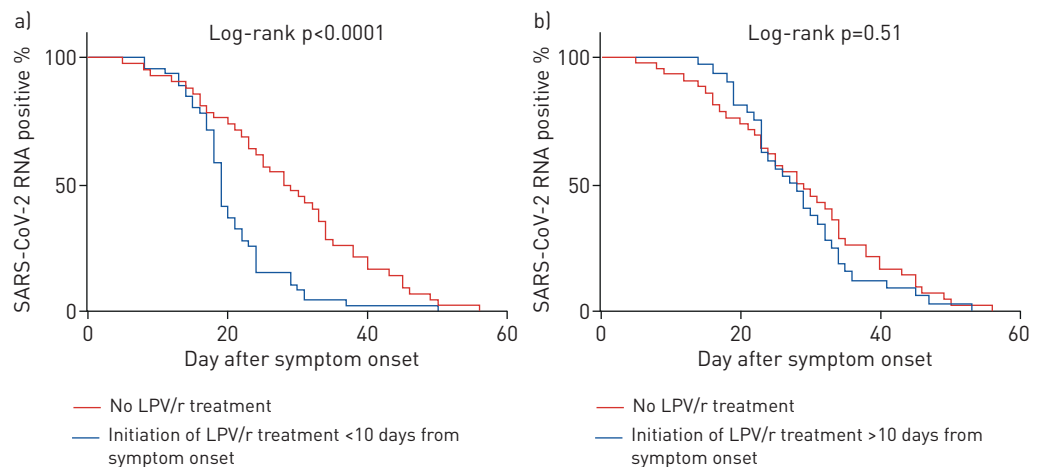 a)
Log-rank p<0.0001
SARS-CoV-2 RNA positive %
100
50
0
0 20 40 60
Day after symptom onset
No LPV/r treatment
Initiation of LPV/r treatment <10 days from
symptom onset
b)
Log-rank p=0.51
SARS-CoV-2 RNA positive %
100
50
0
0 20 40 60
Day after symptom onset
No LPV/r treatment
Initiation of LPV/r treatment >10 days from
symptom onset